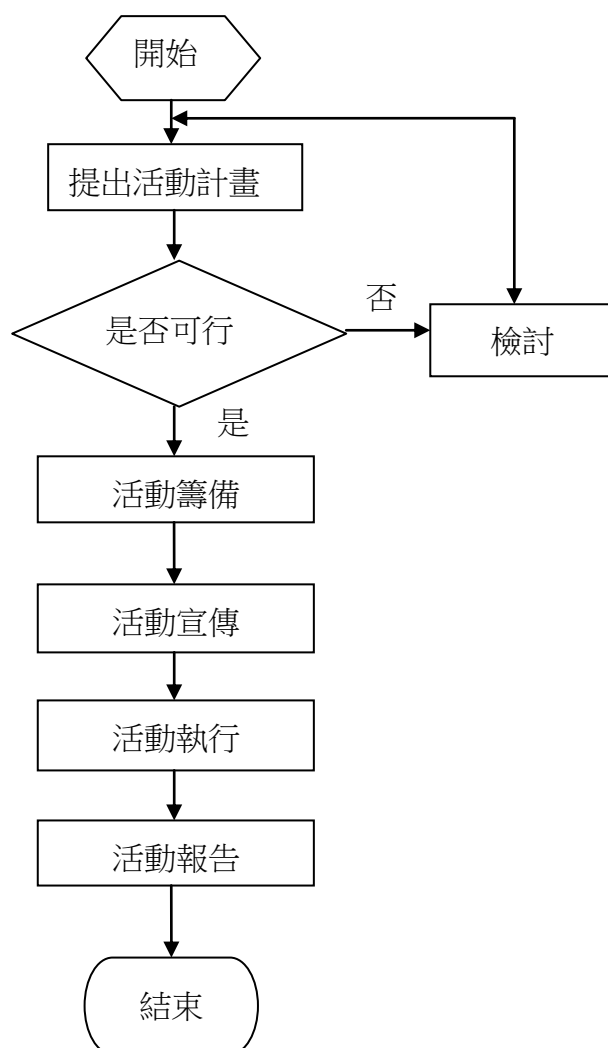 開始
提出活動計畫
是否可行
否
檢討
是
活動籌備
活動宣傳
活動執行
活動報告
結束